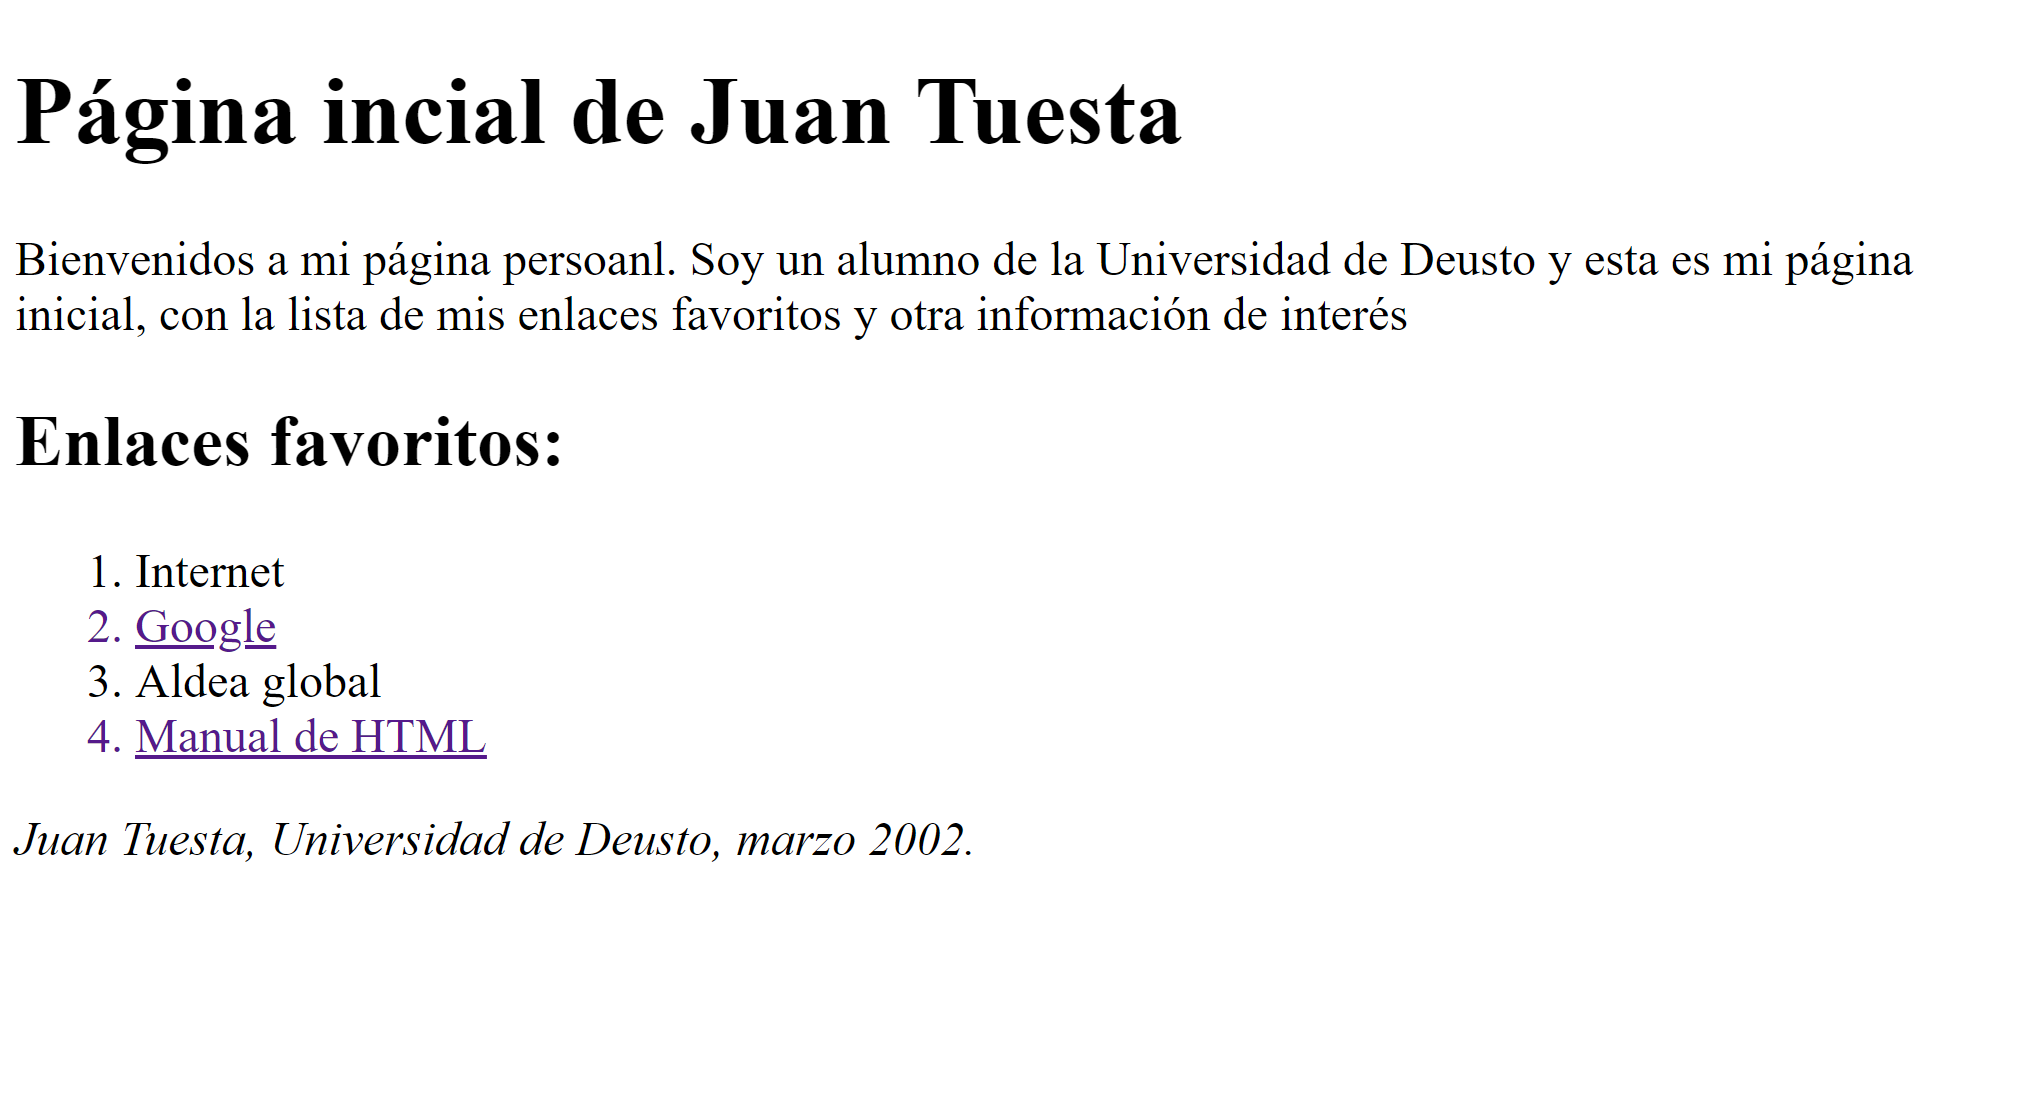 Página incial de Juan Tuesta
Bienvenidos a mi página persoanl. Soy un alumno de la Universidad de Deusto y esta es mi página
inicial, con la lista de mis enlaces favoritos y otra información de interés
Enlaces favoritos:
1. Internet
2. Google
3. Aldea global
4. Manual de HTML
Juan Tuesta, Universidad de Deusto, marzo 2002.